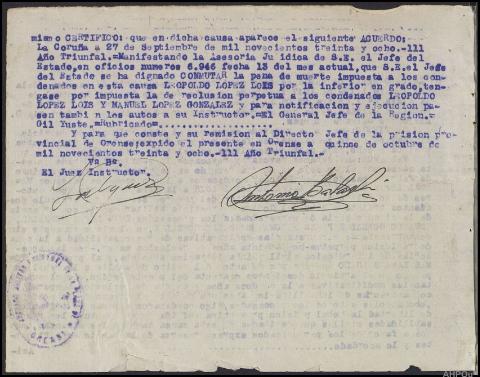 mismo CERTIFICO: que en dicha causa aparece el siguiente ACUERDO:
La Coruña a 27 de Septiembre de mil novecientos treinta y ocho.-111
Año Triunfal.=Manifestando la Asesoria Ju idica de S.E. el Jefe del
Estado,en oficios numeros 6.946 fecha 13 del mes actual,que S.E.el Jefe
del Estado se ha dignado CONMUTAR la pena de muerte impuesta a los con-
denados en esta causa LEOPOLDO LOPEZ LOIS por la inferior en grado,ten-
gase por impuesta la de reclusion perpetua a los condenados LEOPOLDO
LOPEZ LOIS Y MANUEL LOPEZ GONZALEZ y para notificacion y ejecucion pa-
sen tambi n los autos a su Instructor.=El General Jefe de la Region.=
Gil Yuste.=Rubricado=
Y para que conste y su remision al Directo Jefe de la prision pro-
vincial de Orense;expido el presente en Orense a quince de octubre de
mil novecientos treinta y ocho-111 Año Triunfal.-
Vº Bº.
El Juez Instructor.
ORENSE
AHPOu